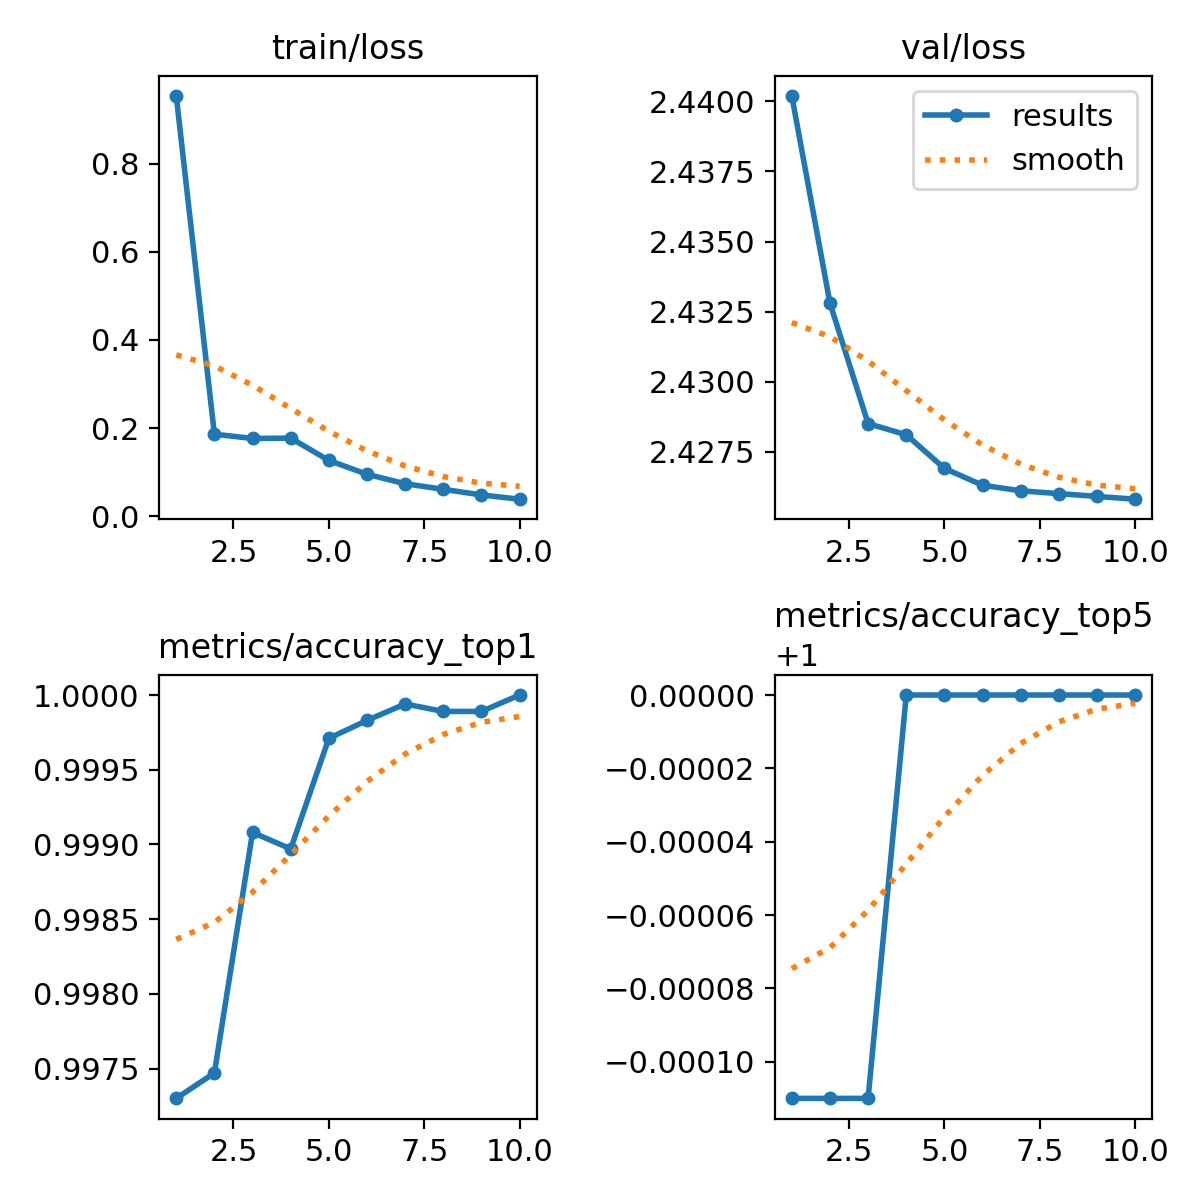 train/loss
0.8
0.6
0.4
0.2
0.0
2.5 5.0 7.5 10.0
val/loss
2.4400
2.4375
2.4350
2.4325
2.4300
2.4275
results
smooth
2.5 5.0 7.5 10.0
metrics/accuracy_top1
1.0000
0.9995
0.9990
0.9985
0.9980
0.9975
2.5 5.0 7.5 10.0
metrics/accuracy_top5
+1
0.00000
−0.00002
−0.00004
−0.00006
−0.00008
−0.00010
2.5 5.0 7.5 10.0